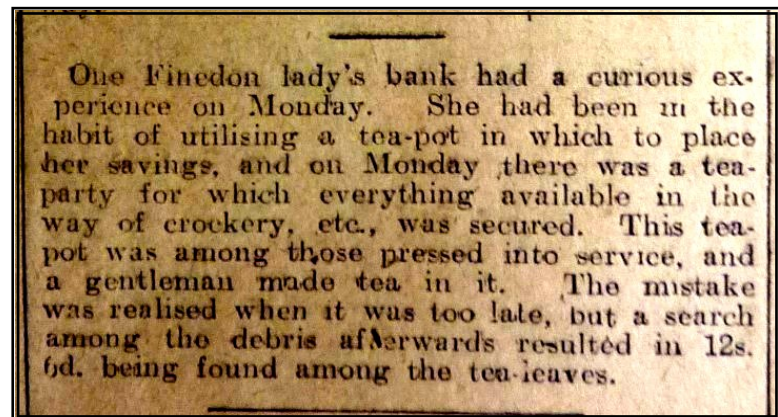 One Finedon lady's bank had a curious ex-
perience on Monday. She had been in the
habit of utilising a tea-pot in which to place
her savings, and on Monday there was a tea-
party for which everything available in the
way of crockery, etc., was secured. This tea-
pot was among those pressed into service, and
a gentleman made tea in it. The mistake
was realised when it was too late, but a search
among the debris afterwards resulted in 12s.
6d. being found among the tea-leaves.